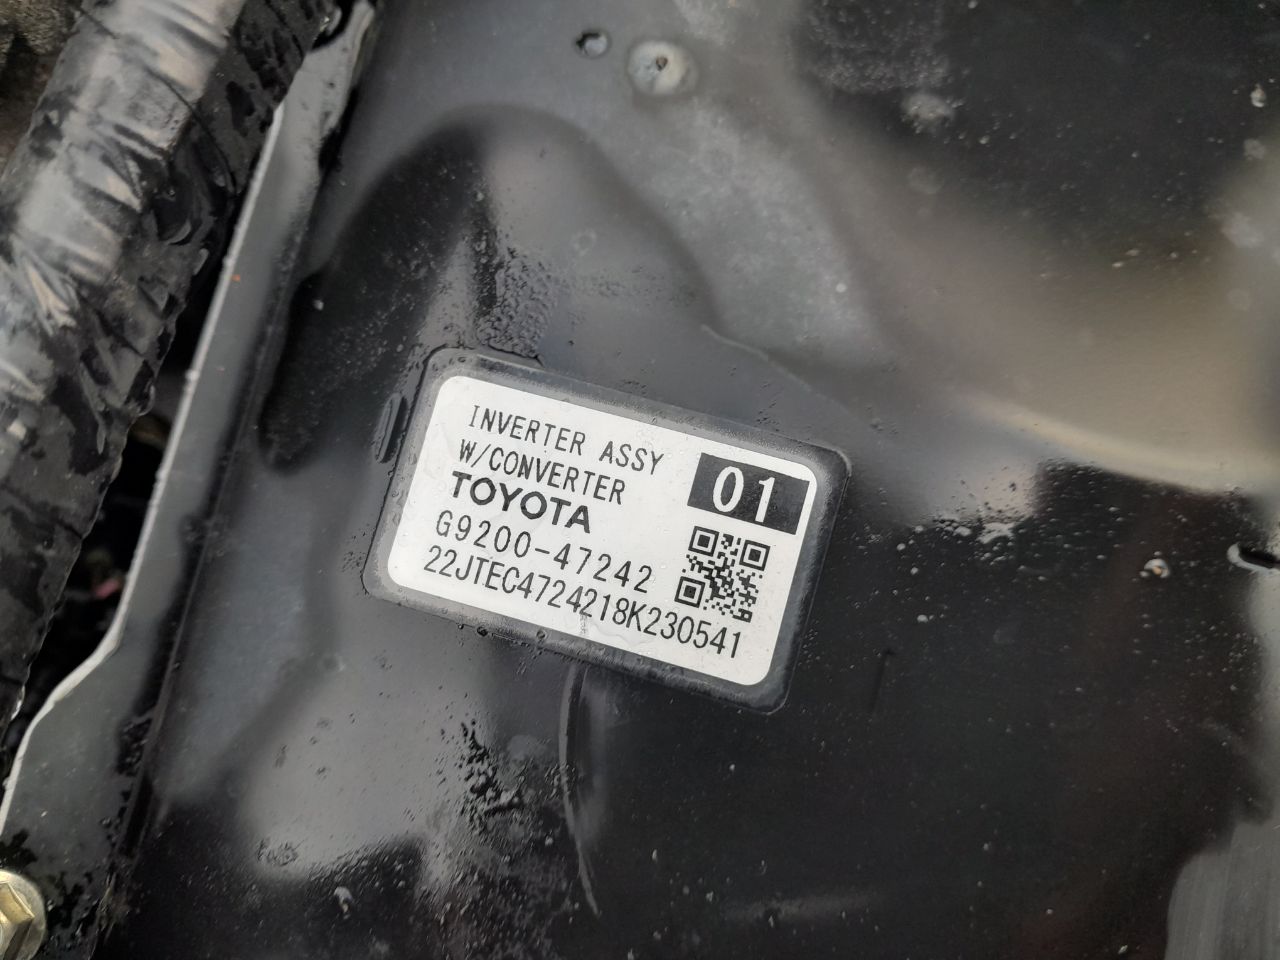 INVERTER ASSY
W/CONVERTER
01
TOYOTA
G9200-47242
22JTEC4724218K230541